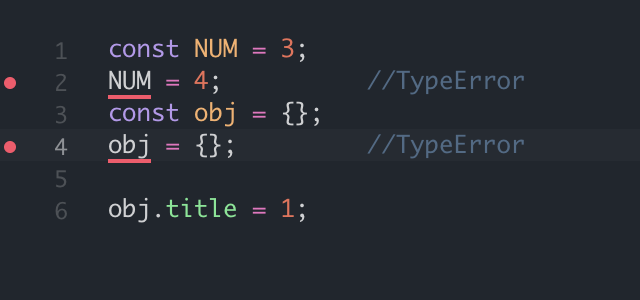 1 const NUM = 3;
2 NUM = 4; //TypeError
3 const obj = {};
4 obj = {}; //TypeError
5
6 obj.title = 1;